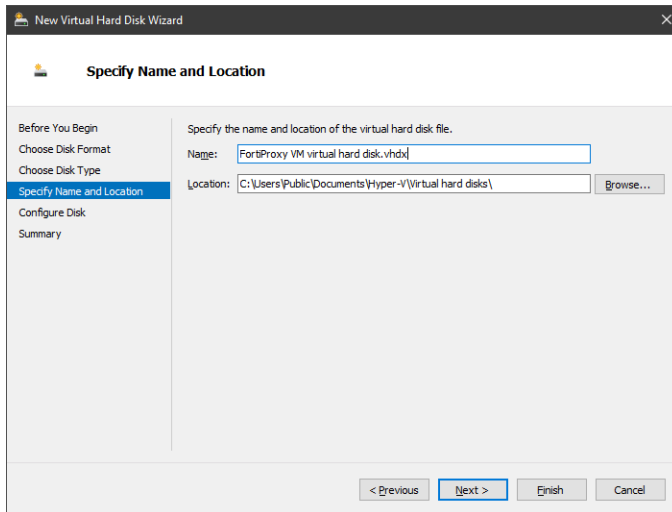 New Virtual Hard Disk Wizard
Specify Name and Location
Before You Begin
Choose Disk Format
Choose Disk Type
Specify Name and Location
Configure Disk
Summary
Specify the name and location of the virtual hard disk file.
Name: FortiProxy VM virtual hard disk.vhdx
Location: C:\Users\Public\Documents\Hyper-V\Virtual hard disks\ Browse...
< Previous Next > Finish Cancel